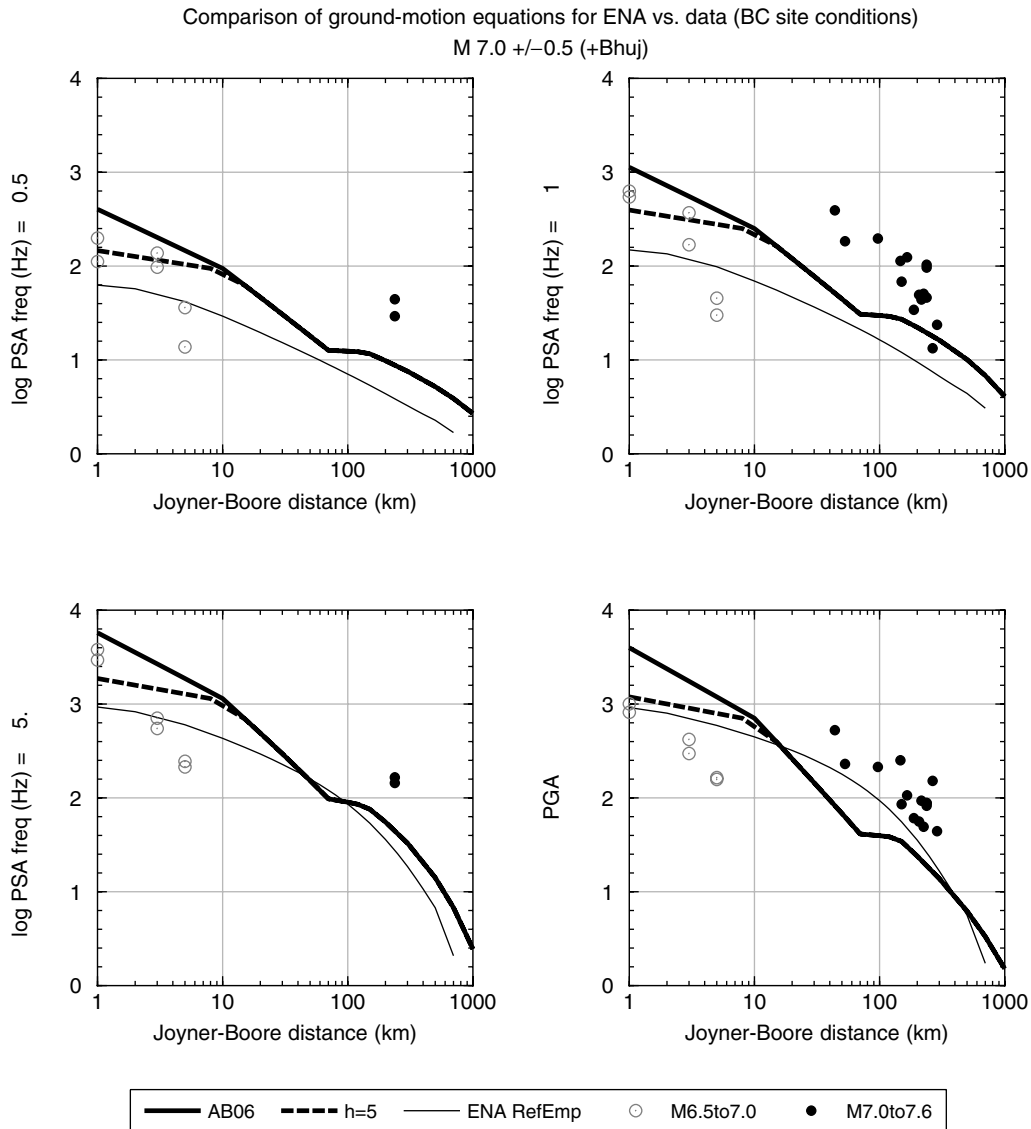 Comparison of ground-motion equations for ENA vs. data (BC site conditions)
M 7.0 +/−0.5 (+Bhuj)
log PSA freq (Hz) = 0.5
4
3
2
1
0
1 10 100 1000
Joyner-Boore distance (km)
log PSA freq (Hz) = 1
4
3
2
1
0
1 10 100 1000
Joyner-Boore distance (km)
log PSA freq (Hz) = 5.
4
3
2
1
0
1 10 100 1000
Joyner-Boore distance (km)
PGA
4
3
2
1
0
1 10 100 1000
Joyner-Boore distance (km)
AB06 h=5 ENA RefEmp M6.5to7.0 M7.0to7.6